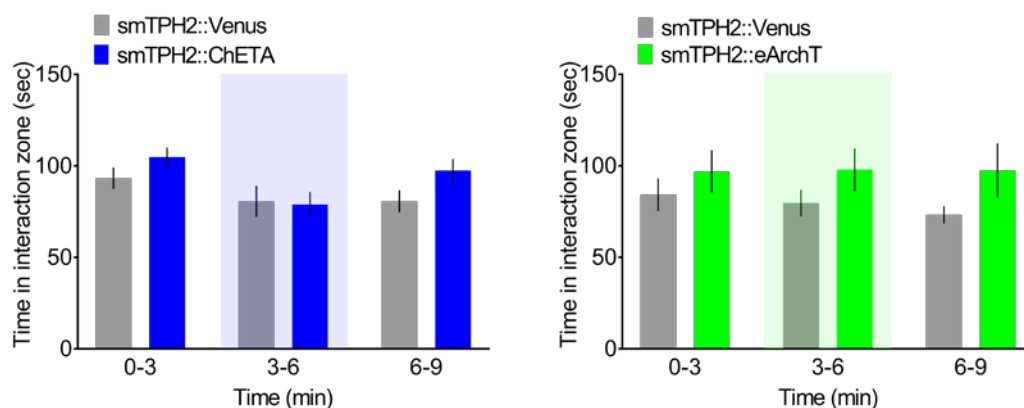 smTPH2::Venus
smTPH2::ChETA
Time in interaction zone (sec)
150
100
50
0
0-3
3-6
6-9
Time (min)
smTPH2::Venus
smTPH2::eArchT
Time in interaction zone (sec)
150
100
50
0
0-3
3-6
6-9
Time (min)